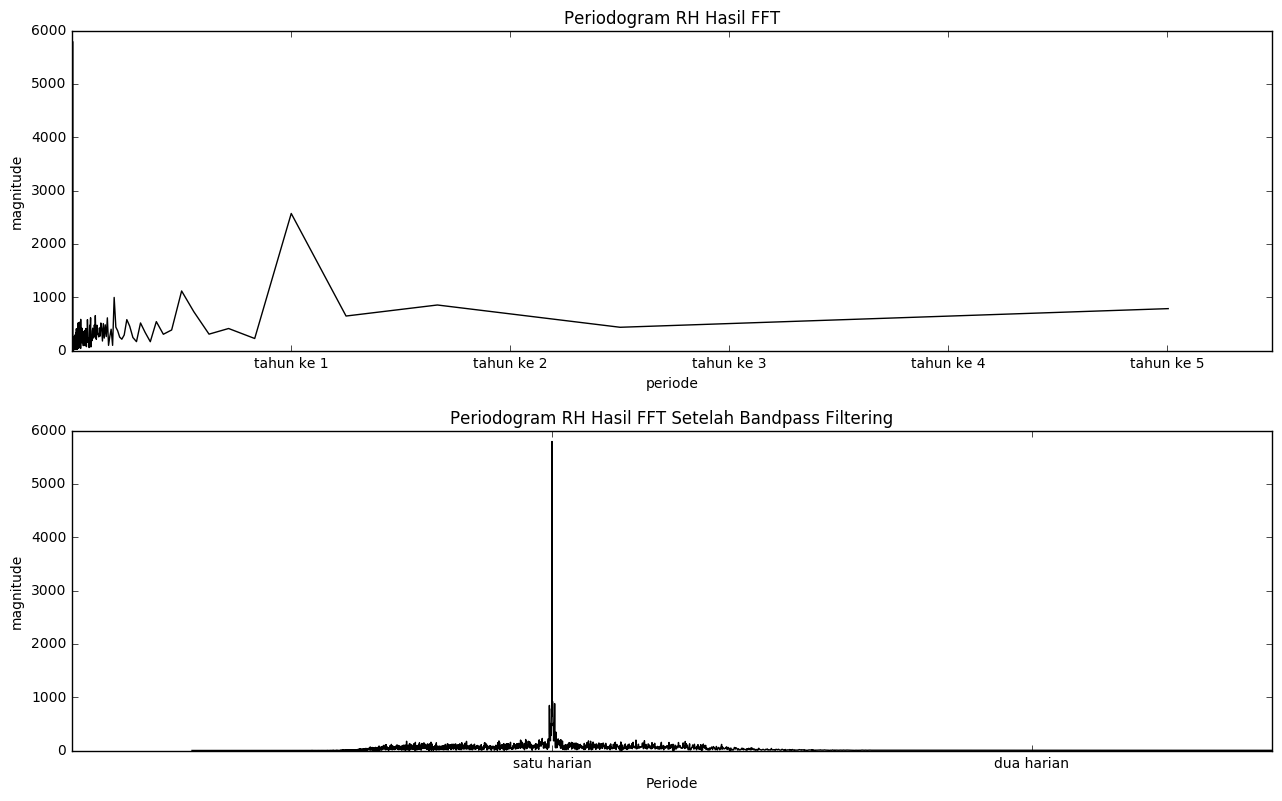 Periodogram RH Hasil FFT
6000
5000
4000
3000
2000
1000
0
magnitude
tahun ke 1 tahun ke 2 tahun ke 3 tahun ke 4 tahun ke 5
periode
Periodogram RH Hasil FFT Setelah Bandpass Filtering
6000
5000
4000
3000
2000
1000
0
magnitude
satu harian dua harian
Periode